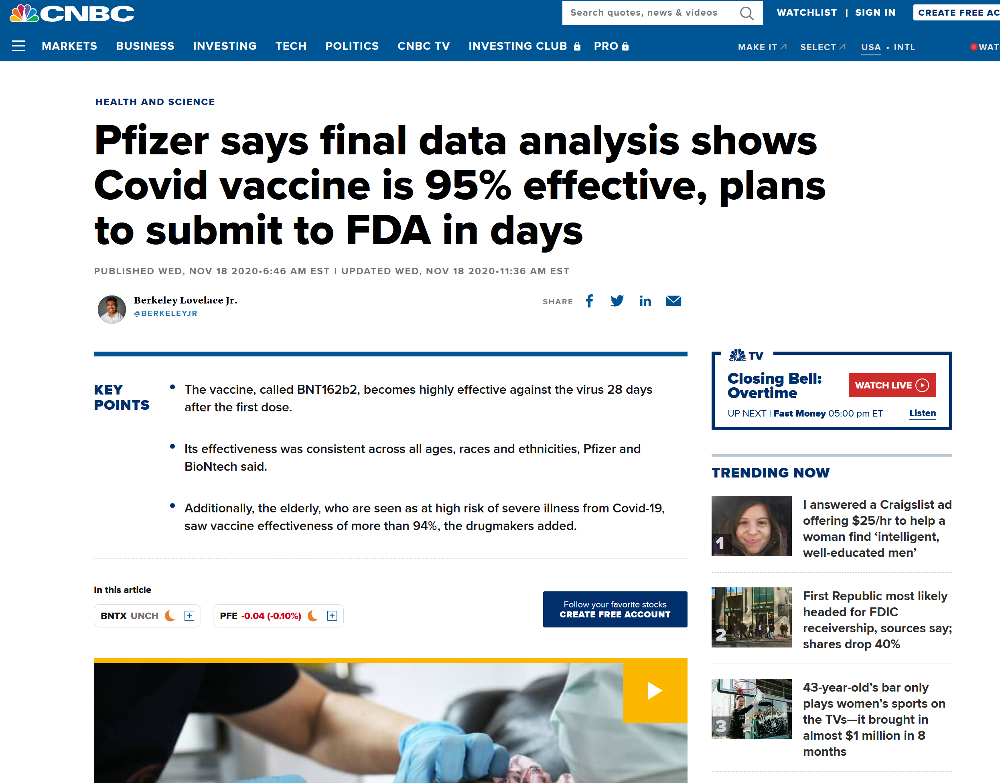 CNBC
Search quotes, news & videos
WATCHLIST | SIGN IN
CREATE FREE AC
MARKETS BUSINESS INVESTING TECH POLITICS CNBC TV INVESTING CLUB PRO
MAKE IT SELECT USA • INTL
WAT
HEALTH AND SCIENCE
Pfizer says final data analysis shows
Covid vaccine is 95% effective, plans
to submit to FDA in days
PUBLISHED WED, NOV 18 2020•6:46 AM EST | UPDATED WED, NOV 18 2020•11:36 AM EST
Berkeley Lovelace Jr.
@BERKELEYJR
SHARE
KEY
POINTS
The vaccine, called BNT162b2, becomes highly effective against the virus 28 days
after the first dose.
Its effectiveness was consistent across all ages, races and ethnicities, Pfizer and
BioNtech said.
Additionally, the elderly, who are seen as at high risk of severe illness from Covid-19,
saw vaccine effectiveness of more than 94%, the drugmakers added.
In this article
BNTX UNCH
PFE -0.04 (-0.10%)
Follow your favorite stocks
CREATE FREE ACCOUNT
CNBC TV
Closing Bell:
Overtime
WATCH LIVE
UP NEXT | Fast Money 05:00 pm ET
Listen
TRENDING NOW
1
I answered a Craigslist ad
offering $25/hr to help a
woman find ‘intelligent,
well-educated men’
FIRST REPUBLIC
2
First Republic most likely
headed for FDIC
receivership, sources say;
shares drop 40%
3
43-year-old’s bar only
plays women’s sports on
the TVs—it brought in
almost $1 million in 8
months